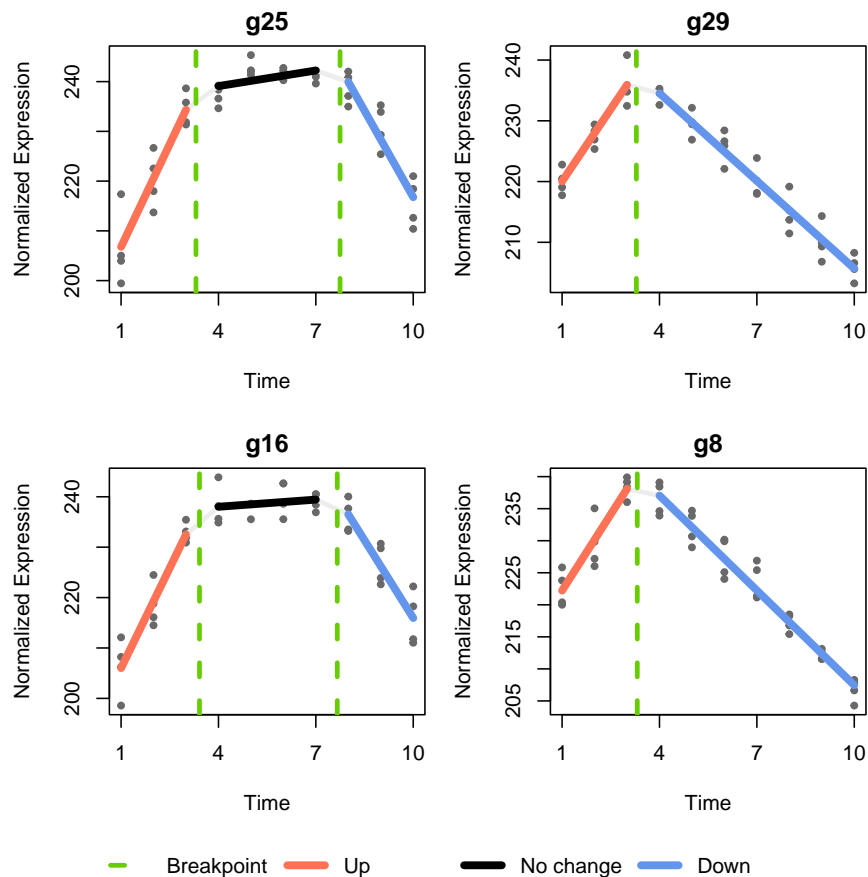 g25
Normalized Expression
200
220
240
1 4 7 10
Time
g29
Normalized Expression
210
220
230
240
1 4 7 10
Time
g16
Normalized Expression
200
220
240
1 4 7 10
Time
g8
Normalized Expression
205
215
225
235
1 4 7 10
Time
Breakpoint Up No change Down